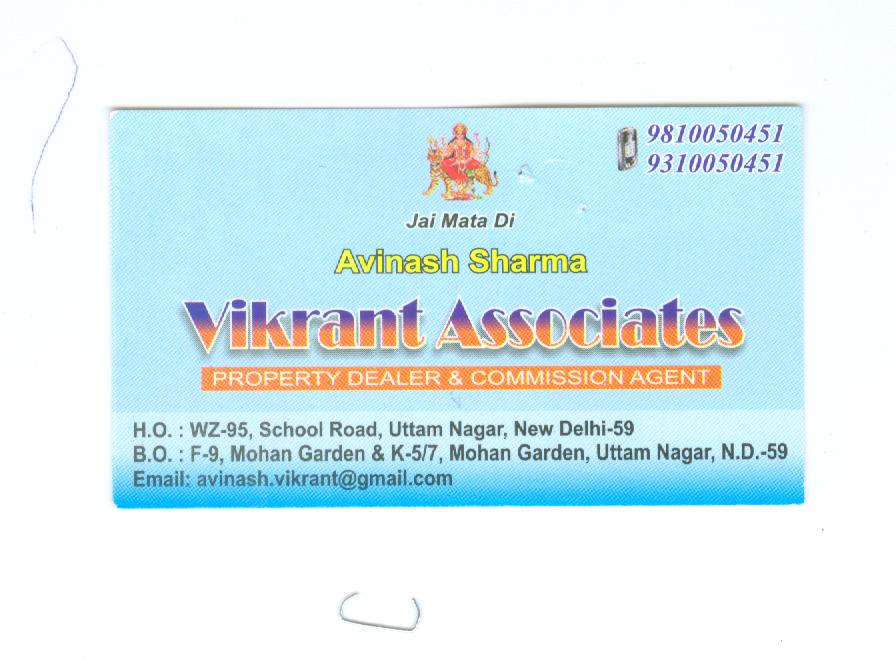 9810050451
9310050451
Jai Mata Di
Avinash Sharma
Vikrant Associates
PROPERTY DEALER & COMMISSION AGENT
H.O. : WZ-95, School Road, Uttam Nagar, New Delhi-59
B.O. : F-9, Mohan Garden & K-5/7, Mohan Garden, Uttam Nagar, N.D.-59
Email: avinash.vikrant@gmail.com